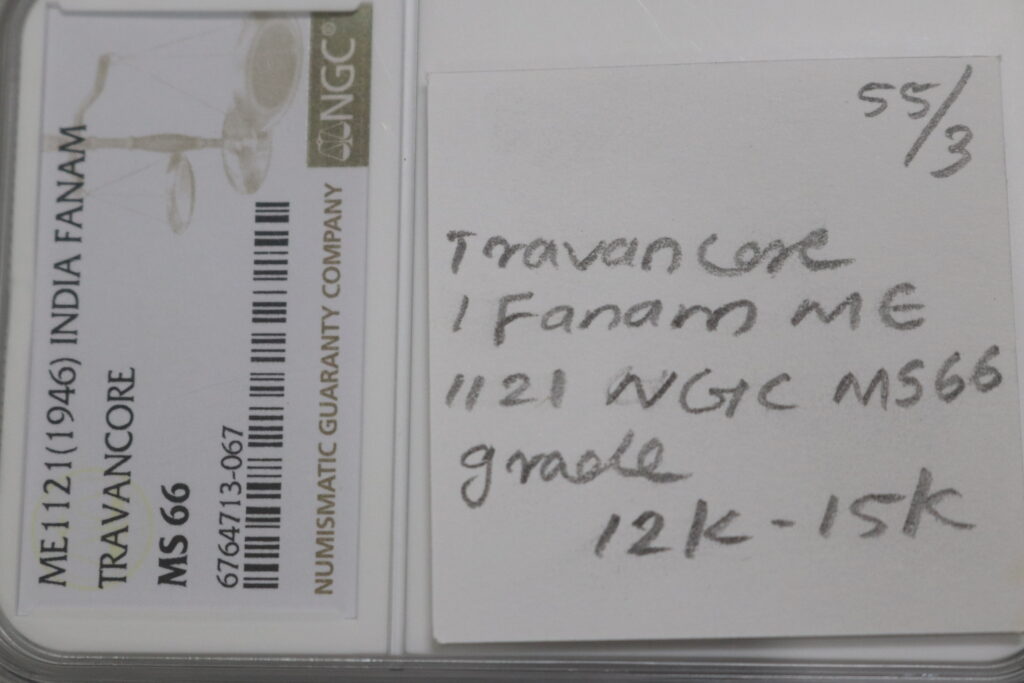 ME1121(1946) INDIA FANAM
TRAVANCORE
MS 66
6764713-067
NUMISMATIC GUARANTY COMPANY
NGC®
55/3
Travancore
1 Fanam ME
1121 NGC MS66
grade
12K-15K